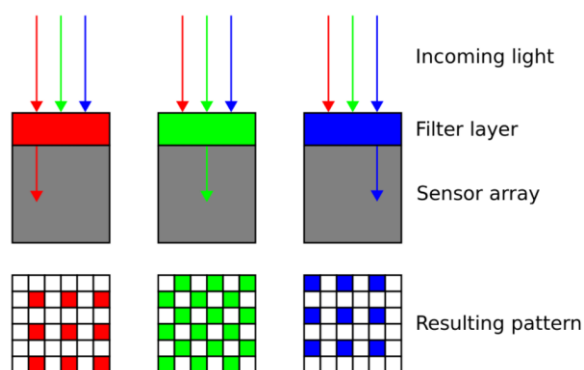 Incoming light
Filter layer
Sensor array
Resulting pattern